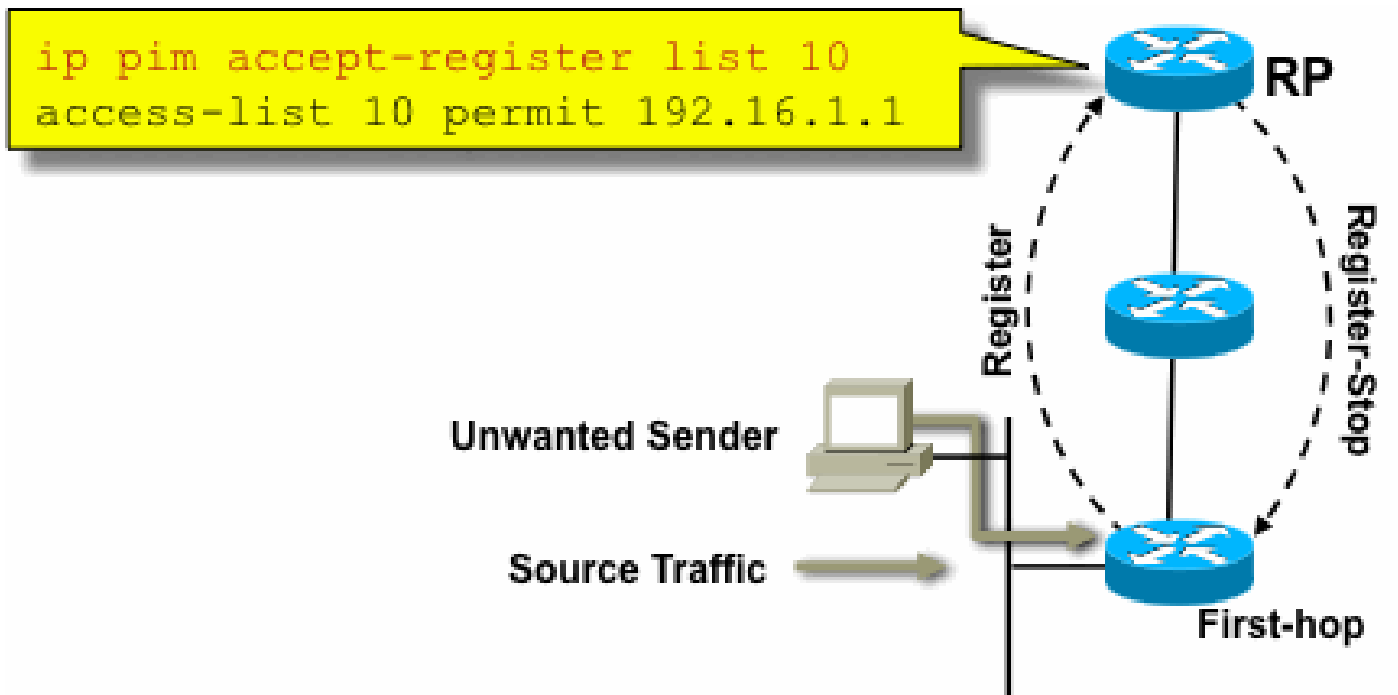 ip pim accept-register list 10
access-list 10 permit 192.16.1.1
RP
Register
Register-Stop
Unwanted Sender
Source Traffic
First-hop